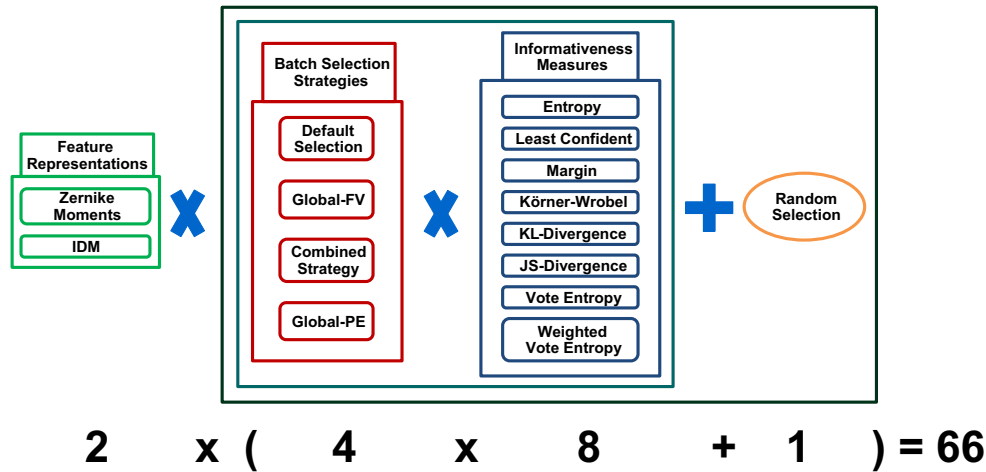 Feature
Representations
Zernike
Moments
IDM
Batch Selection
Strategies
Default
Selection
Global-FV
Combined
Strategy
Global-PE
Informativeness
Measures
Entropy
Least Confident
Margin
Körner-Wrobel
KL-Divergence
JS-Divergence
Vote Entropy
Weighted
Vote Entropy
Random
Selection
2 x ( 4 x 8 + 1 ) = 66